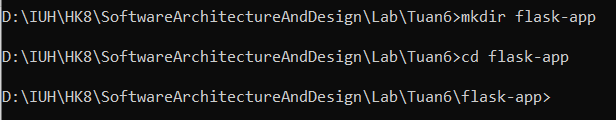 D:\IUH\HK8\SoftwareArchitectureAndDesign\Lab\Tuan6>mkdir flask-app
D:\IUH\HK8\SoftwareArchitectureAndDesign\Lab\Tuan6>cd flask-app
D:\IUH\HK8\SoftwareArchitectureAndDesign\Lab\Tuan6\flask-app>